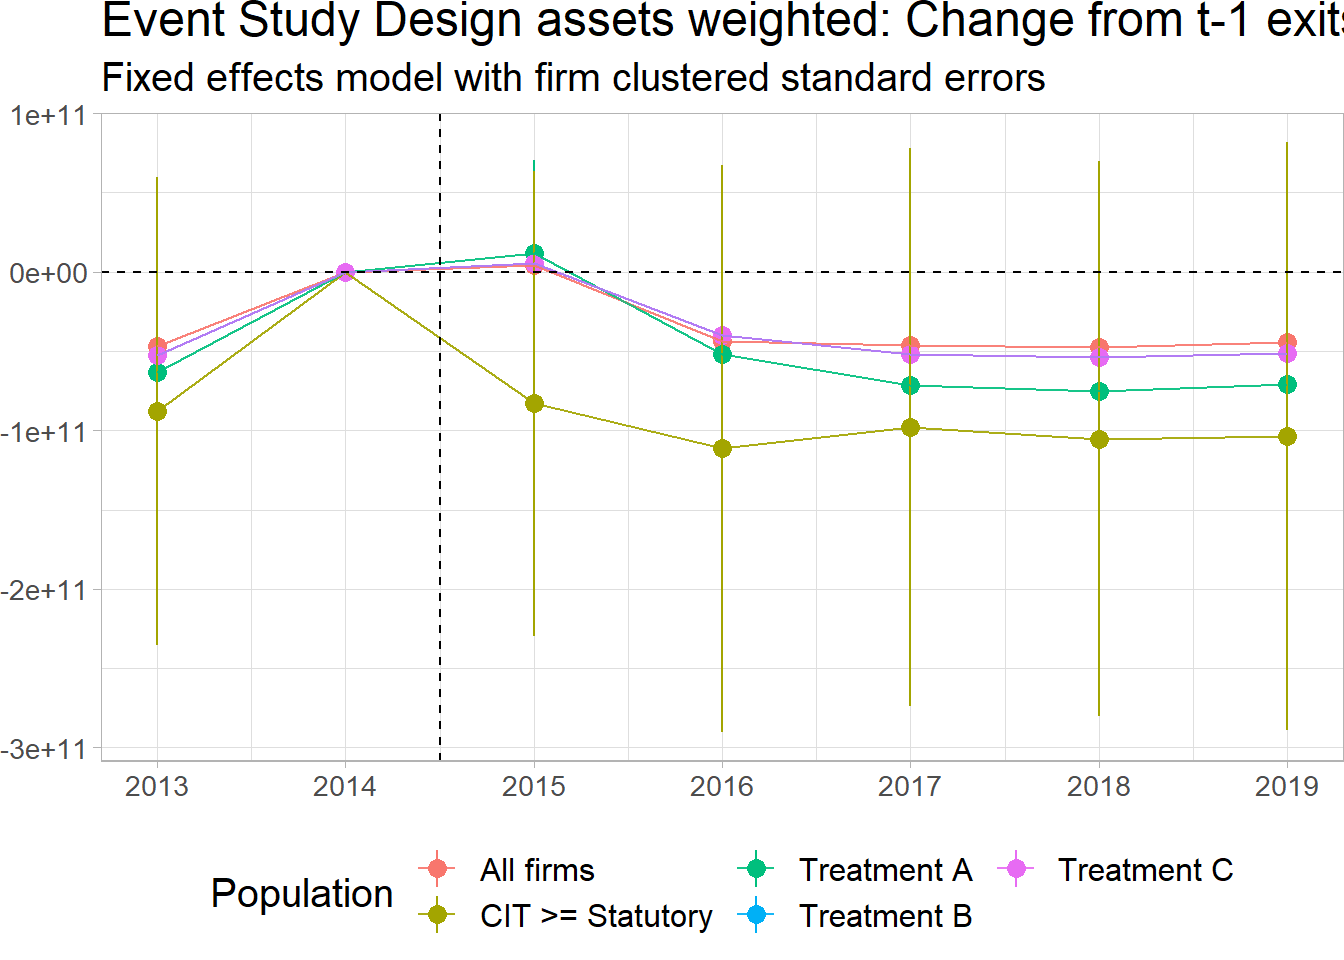 Event Study Design assets weighted: Change from t-1 exits
Fixed effects model with firm clustered standard errors
1e+11
0e+00
-1e+11
-2e+11
-3e+11
2013 2014 2015 2016 2017 2018 2019
Population
All firms
CIT >= Statutory
Treatment A
Treatment B
Treatment C